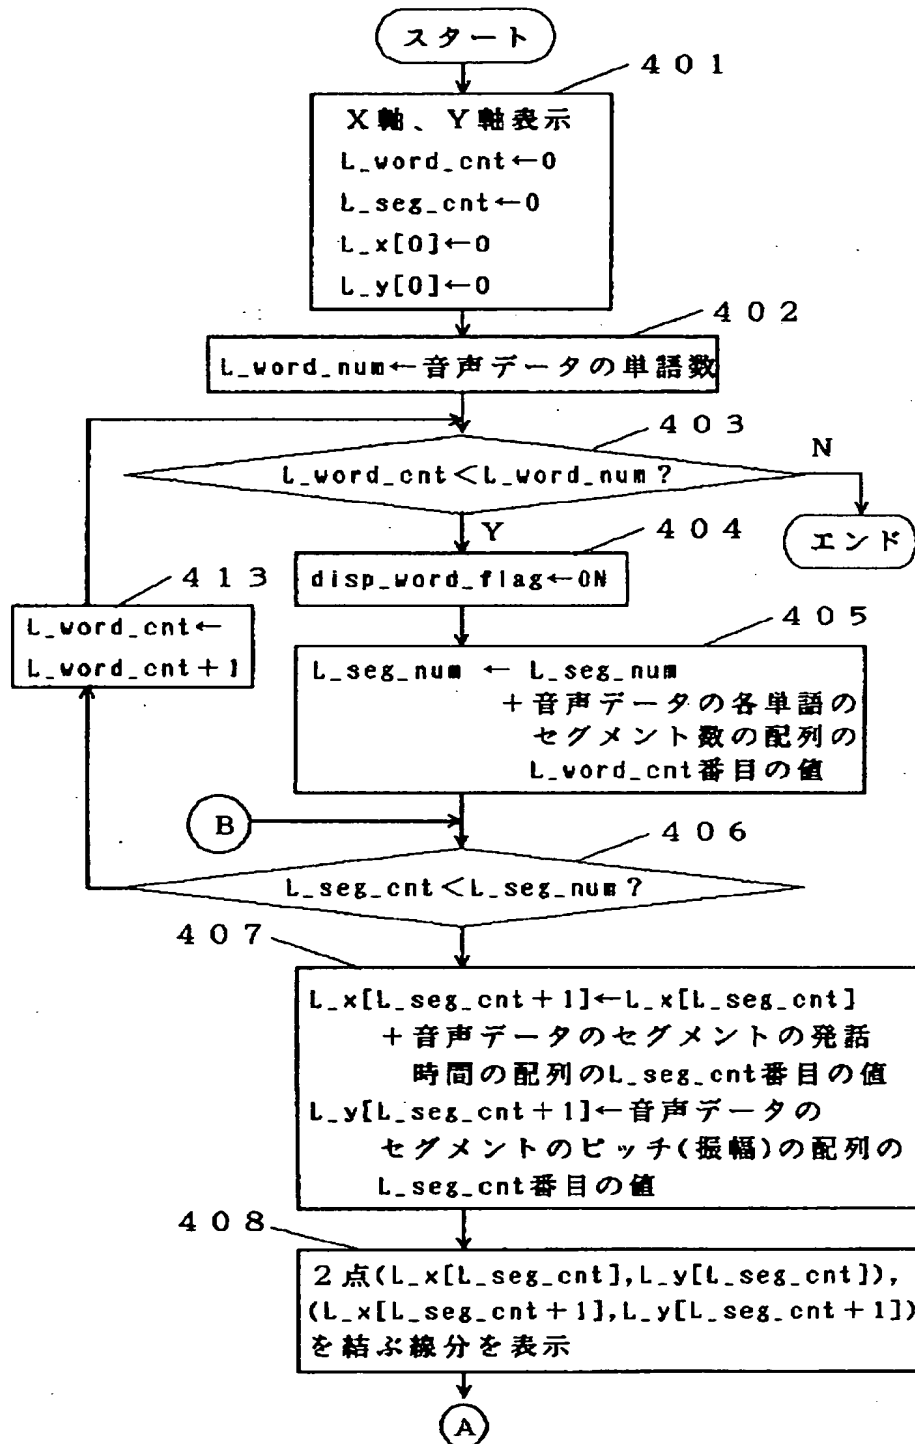 スタート
401
X軸、Y軸表示
L_word_cnt←0
L_seg_cnt←0
L_x[0]←0
L_y[0]←0
402
L_word_num←音声データの単語数
403
L_word_cnt<L_word_num?
N
Y
エンド
404
disp_word_flag←ON
413
L_word_cnt←
L_word_cnt+1
405
L_seg_num ← L_seg_num
+音声データの各単語の
セグメント数の配列の
L_word_cnt番目の値
B
406
L_seg_cnt<L_seg_num?
407
L_x[L_seg_cnt+1]←L_x[L_seg_cnt]
+音声データのセグメントの発話
時間の配列のL_seg_cnt番目の値
L_y[L_seg_cnt+1]←音声データの
セグメントのピッチ(振幅)の配列の
L_seg_cnt番目の値
408
2点(L_x[L_seg_cnt],L_y[L_seg_cnt]),
(L_x[L_seg_cnt+1],L_y[L_seg_cnt+1])
を結ぶ線分を表示
A